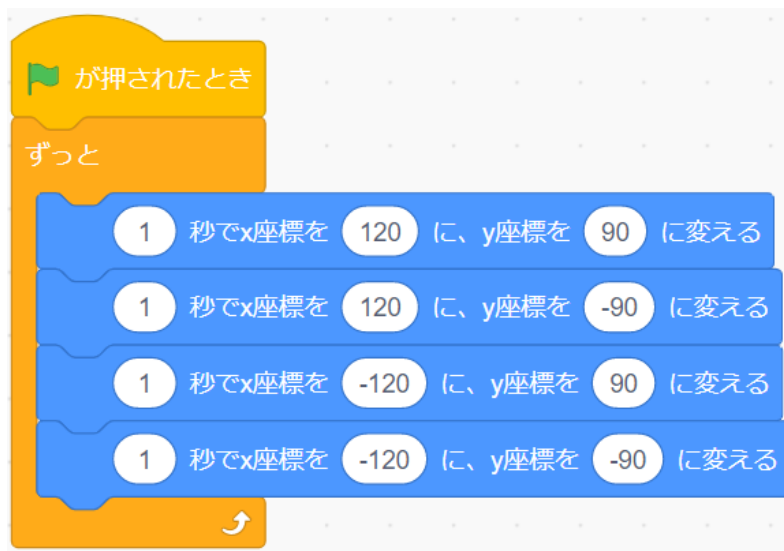 が押されたとき
ずっと
1 秒でx座標を 120 に、y座標を 90 に変える
1 秒でx座標を 120 に、y座標を -90 に変える
1 秒でx座標を -120 に、y座標を 90 に変える
1 秒でx座標を -120 に、y座標を -90 に変える